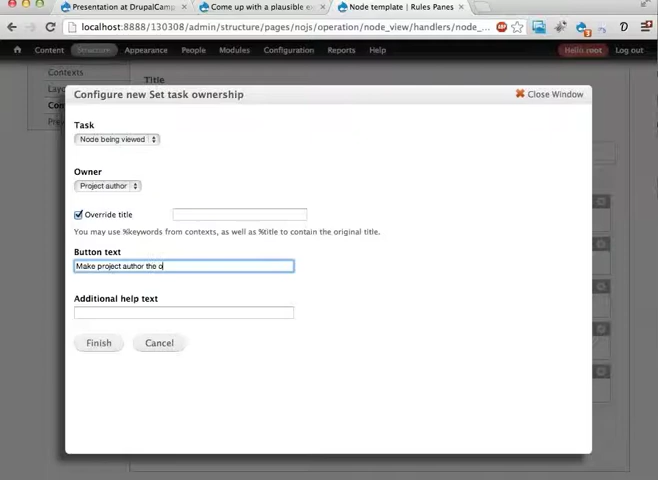 Presentation at DrupalCamp
Come up with a plausible ex
Node template | Rules Panes
localhost:8888/130308/admin/structure/pages/nojs/operation/node_view/handlers/node_...
Content Structure Appearance People Modules Configuration Reports Help Hello root Log out
Contexts
Title
Configure new Set task ownership
Close Window
Task
Node being viewed
Owner
Project author
Override title
You may use %keywords from contexts, as well as %title to contain the original title.
Button text
Make project author the o
Additional help text
Finish Cancel